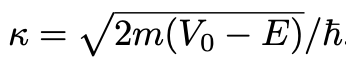 κ = √2m(V₀ − E)/ħ.